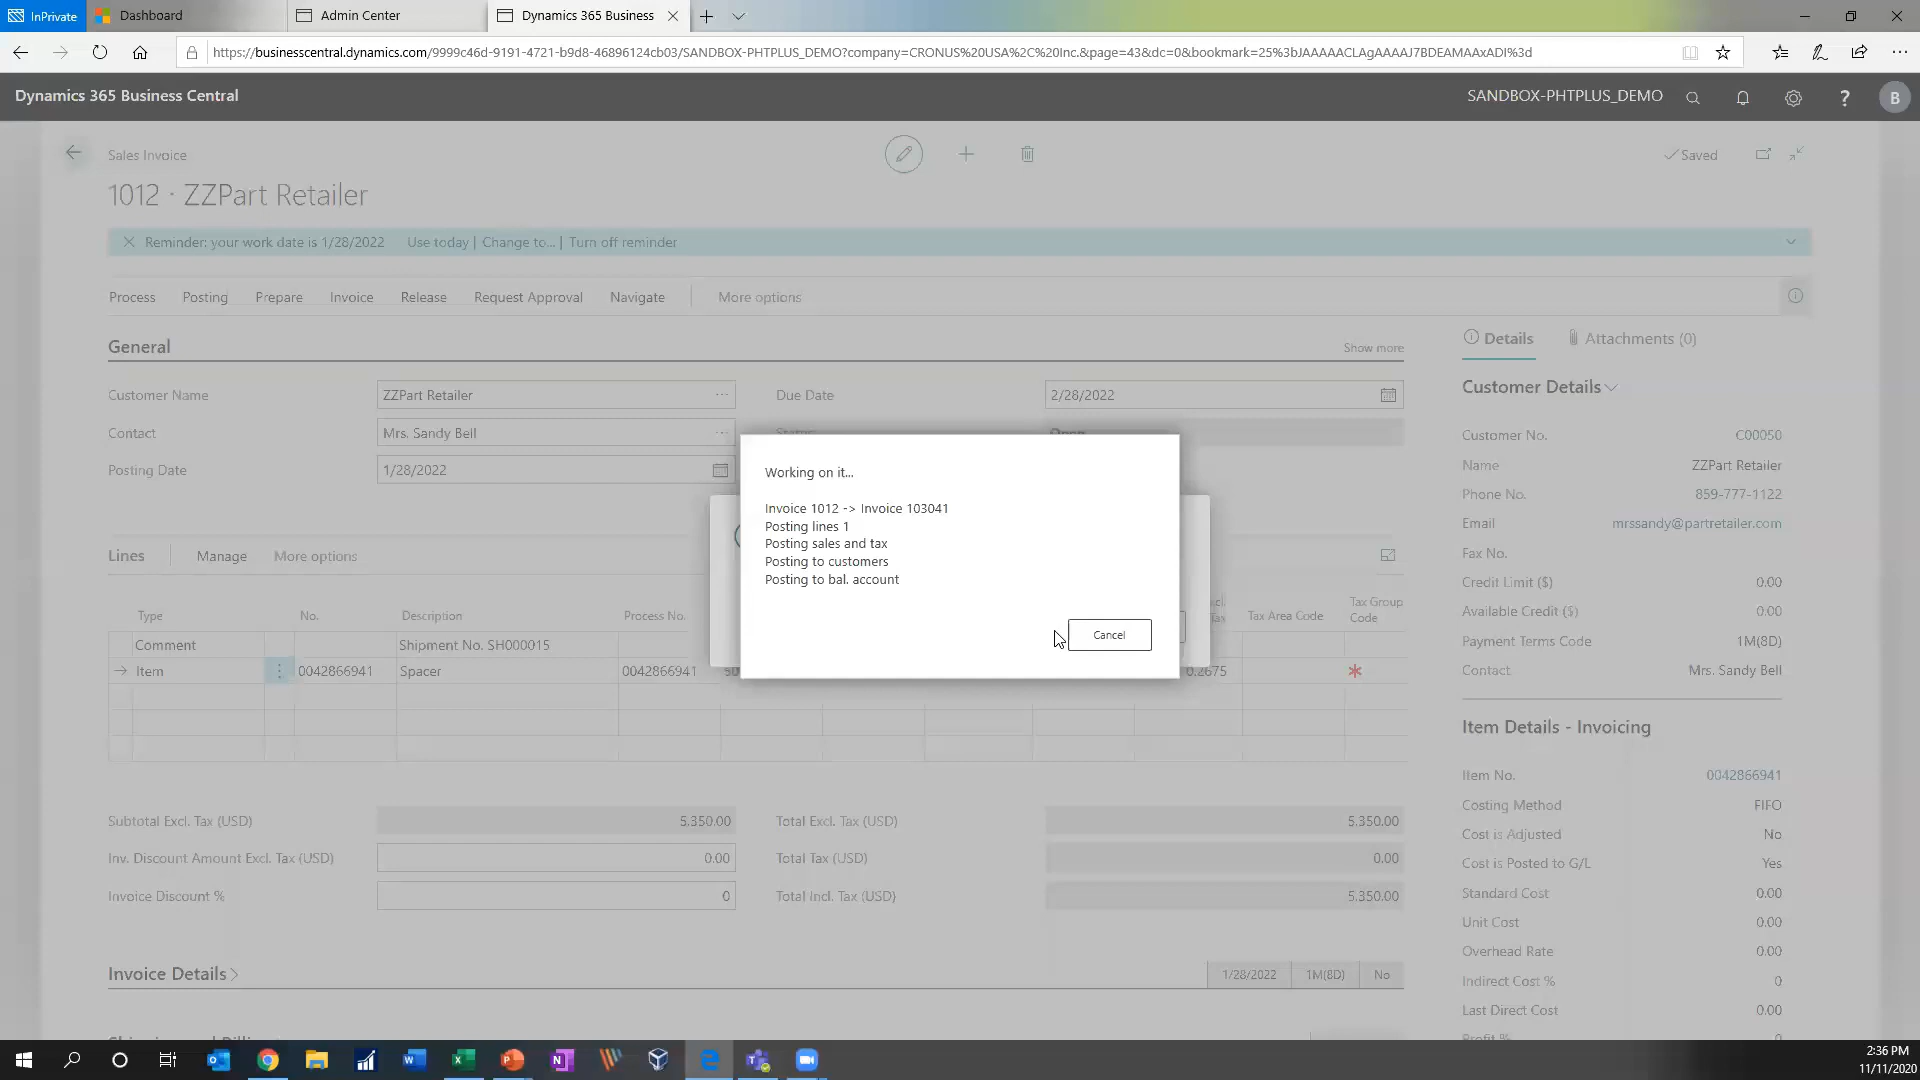 InPrivate
Dashboard
Admin Center
Dynamics 365 Business
https://businesscentral.dynamics.com/9999c46d-9191-4721-b9d8-46896124cb03/SANDBOX-PHTPLUS_DEMO?company=CRONUS%20USA%2C%20Inc.&page=43&dc=0&bookmark=25%3bJAAAAACLAgAAAAJ7BDEAMAAxADI%3d
Dynamics 365 Business Central
SANDBOX-PHTPLUS_DEMO
?
B
Sales Invoice
Saved
1012 · ZZPart Retailer
Reminder: your work date is 1/28/2022 Use today | Change to... | Turn off reminder
Process Posting Prepare Invoice Release Request Approval Navigate More options
General
Show more
Customer Name ZZPart Retailer
Due Date 2/28/2022
Contact Mrs. Sandy Bell
Posting Date 1/28/2022
Working on it...
Invoice 1012 -> Invoice 103041
Posting lines 1
Posting sales and tax
Posting to customers
Posting to bal. account
Cancel
Lines Manage More options
Type No. Description Process No. Tax Tax Area Code Tax Group Code
Comment Shipment No. SH000015
Item 0042866941 Spacer 0042866941 0.2675
Subtotal Excl. Tax (USD) 5,350.00
Total Excl. Tax (USD) 5,350.00
Inv. Discount Amount Excl. Tax (USD) 0.00
Total Tax (USD) 0.00
Invoice Discount % 0
Total Incl. Tax (USD) 5,350.00
Invoice Details
1/28/2022 1M(8D) No
Details Attachments (0)
Customer Details
Customer No. C00050
Name ZZPart Retailer
Phone No. 859-777-1122
Email mrssandy@partretailer.com
Fax No.
Credit Limit ($) 0.00
Available Credit ($) 0.00
Payment Terms Code 1M(8D)
Contact Mrs. Sandy Bell
Item Details - Invoicing
Item No. 0042866941
Costing Method FIFO
Cost is Adjusted No
Cost is Posted to G/L Yes
Standard Cost 0.00
Unit Cost 0.00
Overhead Rate 0.00
Indirect Cost % 0
Last Direct Cost 0.00
Profit %
2:36 PM
11/11/2020